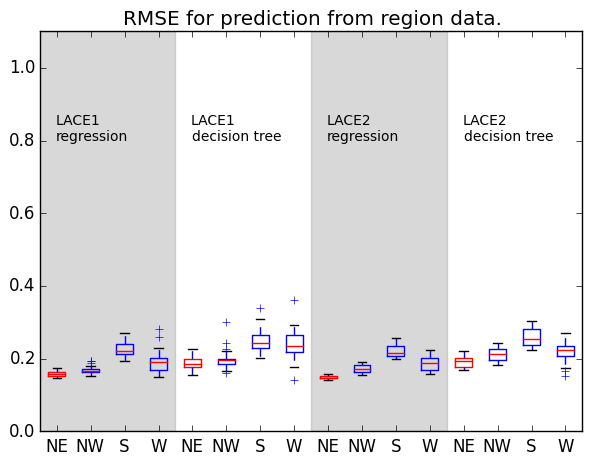 RMSE for prediction from region data.
1.0
0.8
0.6
0.4
0.2
0.0
LACE1
regression
LACE1
decision tree
LACE2
regression
LACE2
decision tree
NE NW S W NE NW S W NE NW S W NE NW S W